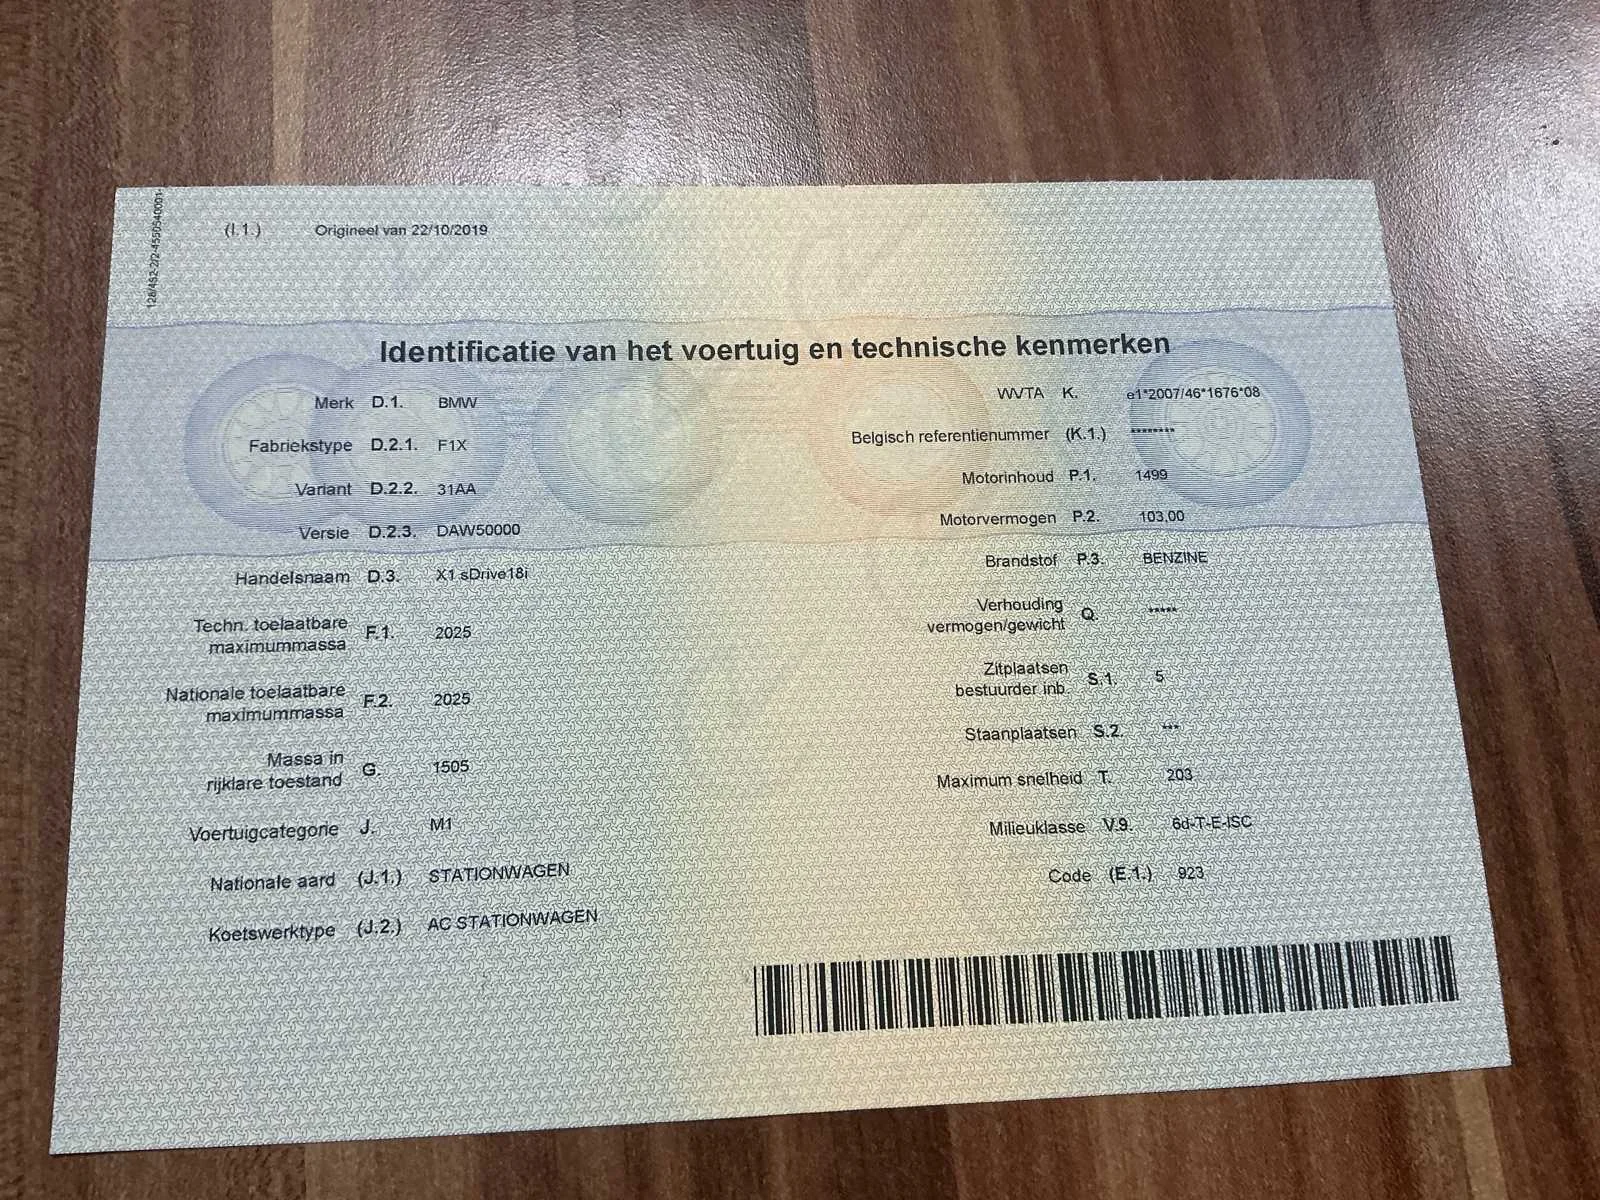 128/452-2/2-4550540001-
(I.1.) Origineel van 22/10/2019
Identificatie van het voertuig en technische kenmerken
Merk D.1. BMW
Fabriekstype D.2.1. F1X
Variant D.2.2. 31AA
Versie D.2.3. DAW50000
Handelsnaam D.3. X1 sDrive18i
Techn. toelaatbare
maximummassa F.1. 2025
Nationale toelaatbare
maximummassa F.2. 2025
Massa in
rijklare toestand G. 1505
Voertuigcategorie J. M1
Nationale aard (J.1.) STATIONWAGEN
Koetswerktype (J.2.) AC STATIONWAGEN
WVTA K. e1*2007/46*1676*08
Belgisch referentienummer (K.1.) ********
Motorinhoud P.1. 1499
Motorvermogen P.2. 103,00
Brandstof P.3. BENZINE
Verhouding
vermogen/gewicht Q. *****
Zitplaatsen
bestuurder inb. S.1. 5
Staanplaatsen S.2. ***
Maximum snelheid T. 203
Milieuklasse V.9. 6d-T-E-ISC
Code (E.1.) 923